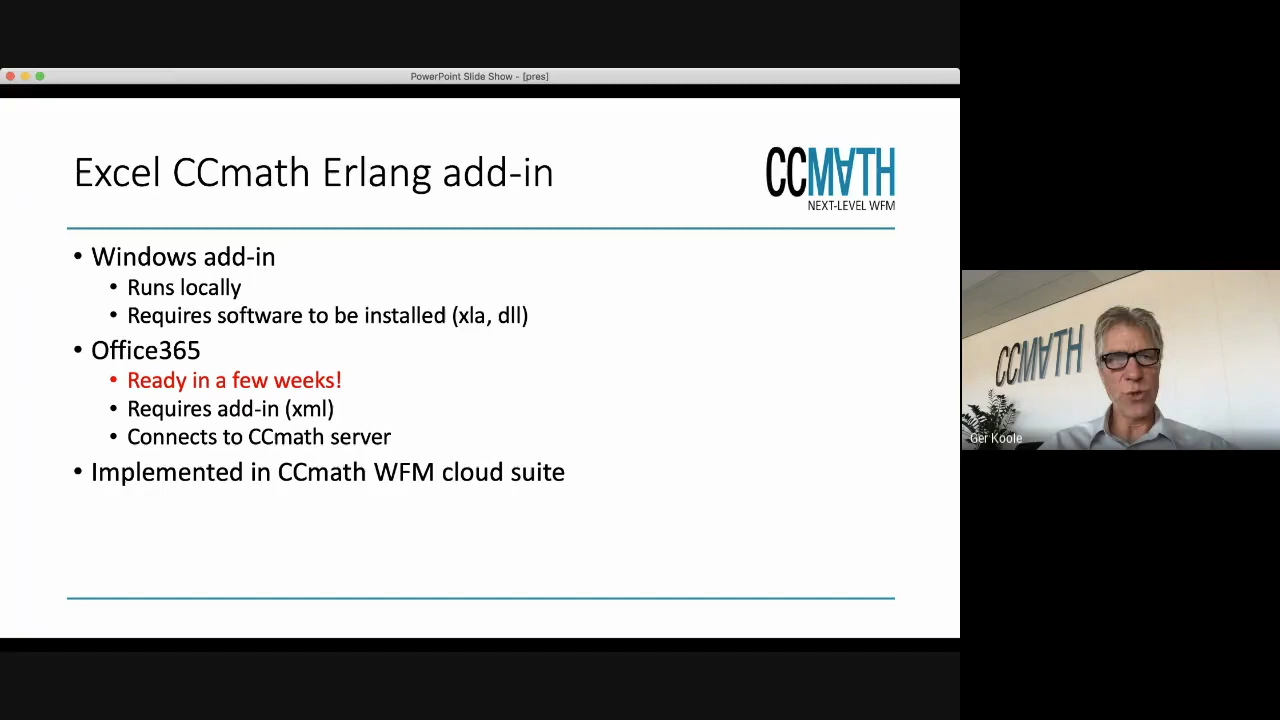 PowerPoint Slide Show - [pres]
Excel CCmath Erlang add-in
CCMATH
NEXT-LEVEL WFM
• Windows add-in
• Runs locally
• Requires software to be installed (xla, dll)
• Office365
• Ready in a few weeks!
• Requires add-in (xml)
• Connects to CCmath server
• Implemented in CCmath WFM cloud suite
CCMATH
Ger Koole